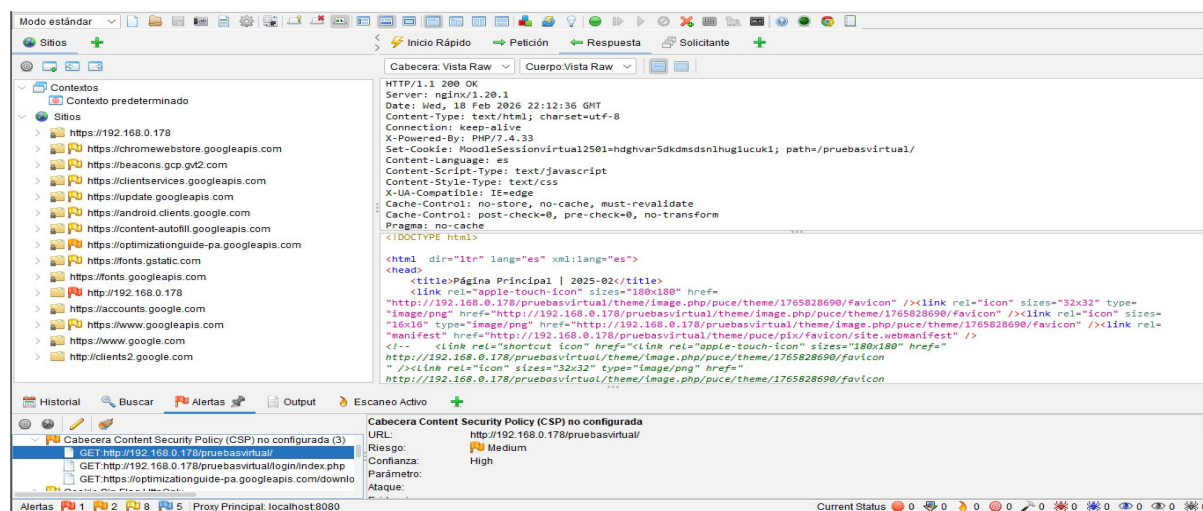 Modo estándar
Sitios
Inicio Rápido Petición Respuesta Solicitante
Cabecera: Vista Raw Cuerpo:Vista Raw
Contextos
Contexto predeterminado
Sitios
https://192.168.0.178
https://chromewebstore.googleapis.com
https://beacons.gcp.gvt2.com
https://clientservices.googleapis.com
https://update.googleapis.com
https://android.clients.google.com
https://content-autofill.googleapis.com
https://optimizationguide-pa.googleapis.com
https://fonts.gstatic.com
https://fonts.googleapis.com
http://192.168.0.178
https://accounts.google.com
https://www.googleapis.com
https://www.google.com
http://clients2.google.com
HTTP/1.1 200 OK
Server: nginx/1.20.1
Date: Wed, 18 Feb 2026 22:12:36 GMT
Content-Type: text/html; charset=utf-8
Connection: keep-alive
X-Powered-By: PHP/7.4.33
Set-Cookie: MoodleSessionvirtual2501=hdghvar5dkdmsdsnlhug1ucukl; path=/pruebasvirtual/
Content-Language: es
Content-Script-Type: text/javascript
Content-Style-Type: text/css
X-UA-Compatible: IE=edge
Cache-Control: no-store, no-cache, must-revalidate
Cache-Control: post-check=0, pre-check=0, no-transform
Pragma: no-cache
<!DOCTYPE html>
<html dir="ltr" lang="es" xml:lang="es">
<head>
<title>Página Principal | 2025-02</title>
<link rel="apple-touch-icon" sizes="180x180" href=
"http://192.168.0.178/pruebasvirtual/theme/image.php/puce/theme/1765828690/favicon" /><link rel="icon" sizes="32x32" type=
"image/png" href="http://192.168.0.178/pruebasvirtual/theme/image.php/puce/theme/1765828690/favicon" /><link rel="icon" sizes=
"16x16" type="image/png" href="http://192.168.0.178/pruebasvirtual/theme/image.php/puce/theme/1765828690/favicon" /><link rel=
"manifest" href="http://192.168.0.178/pruebasvirtual/theme/puce/pix/favicon/site.webmanifest" />
<!-- <link rel="shortcut icon" href="<link rel="apple-touch-icon" sizes="180x180" href="
http://192.168.0.178/pruebasvirtual/theme/image.php/puce/theme/1765828690/favicon
" /><link rel="icon" sizes="32x32" type="image/png" href="
http://192.168.0.178/pruebasvirtual/theme/image.php/puce/theme/1765828690/favicon
Historial Buscar Alertas Output Escaneo Activo
Cabecera Content Security Policy (CSP) no configurada (3)
GET:http://192.168.0.178/pruebasvirtual/
GET:http://192.168.0.178/pruebasvirtual/login/index.php
GET:https://optimizationguide-pa.googleapis.com/downlo
Cabecera Content Security Policy (CSP) no configurada
URL: http://192.168.0.178/pruebasvirtual/
Riesgo: Medium
Confianza: High
Parámetro:
Ataque:
Alertas 1 2 8 5 Proxy Principal: localhost:8080
Current Status 0 0 0 0 0 0 0 0 0